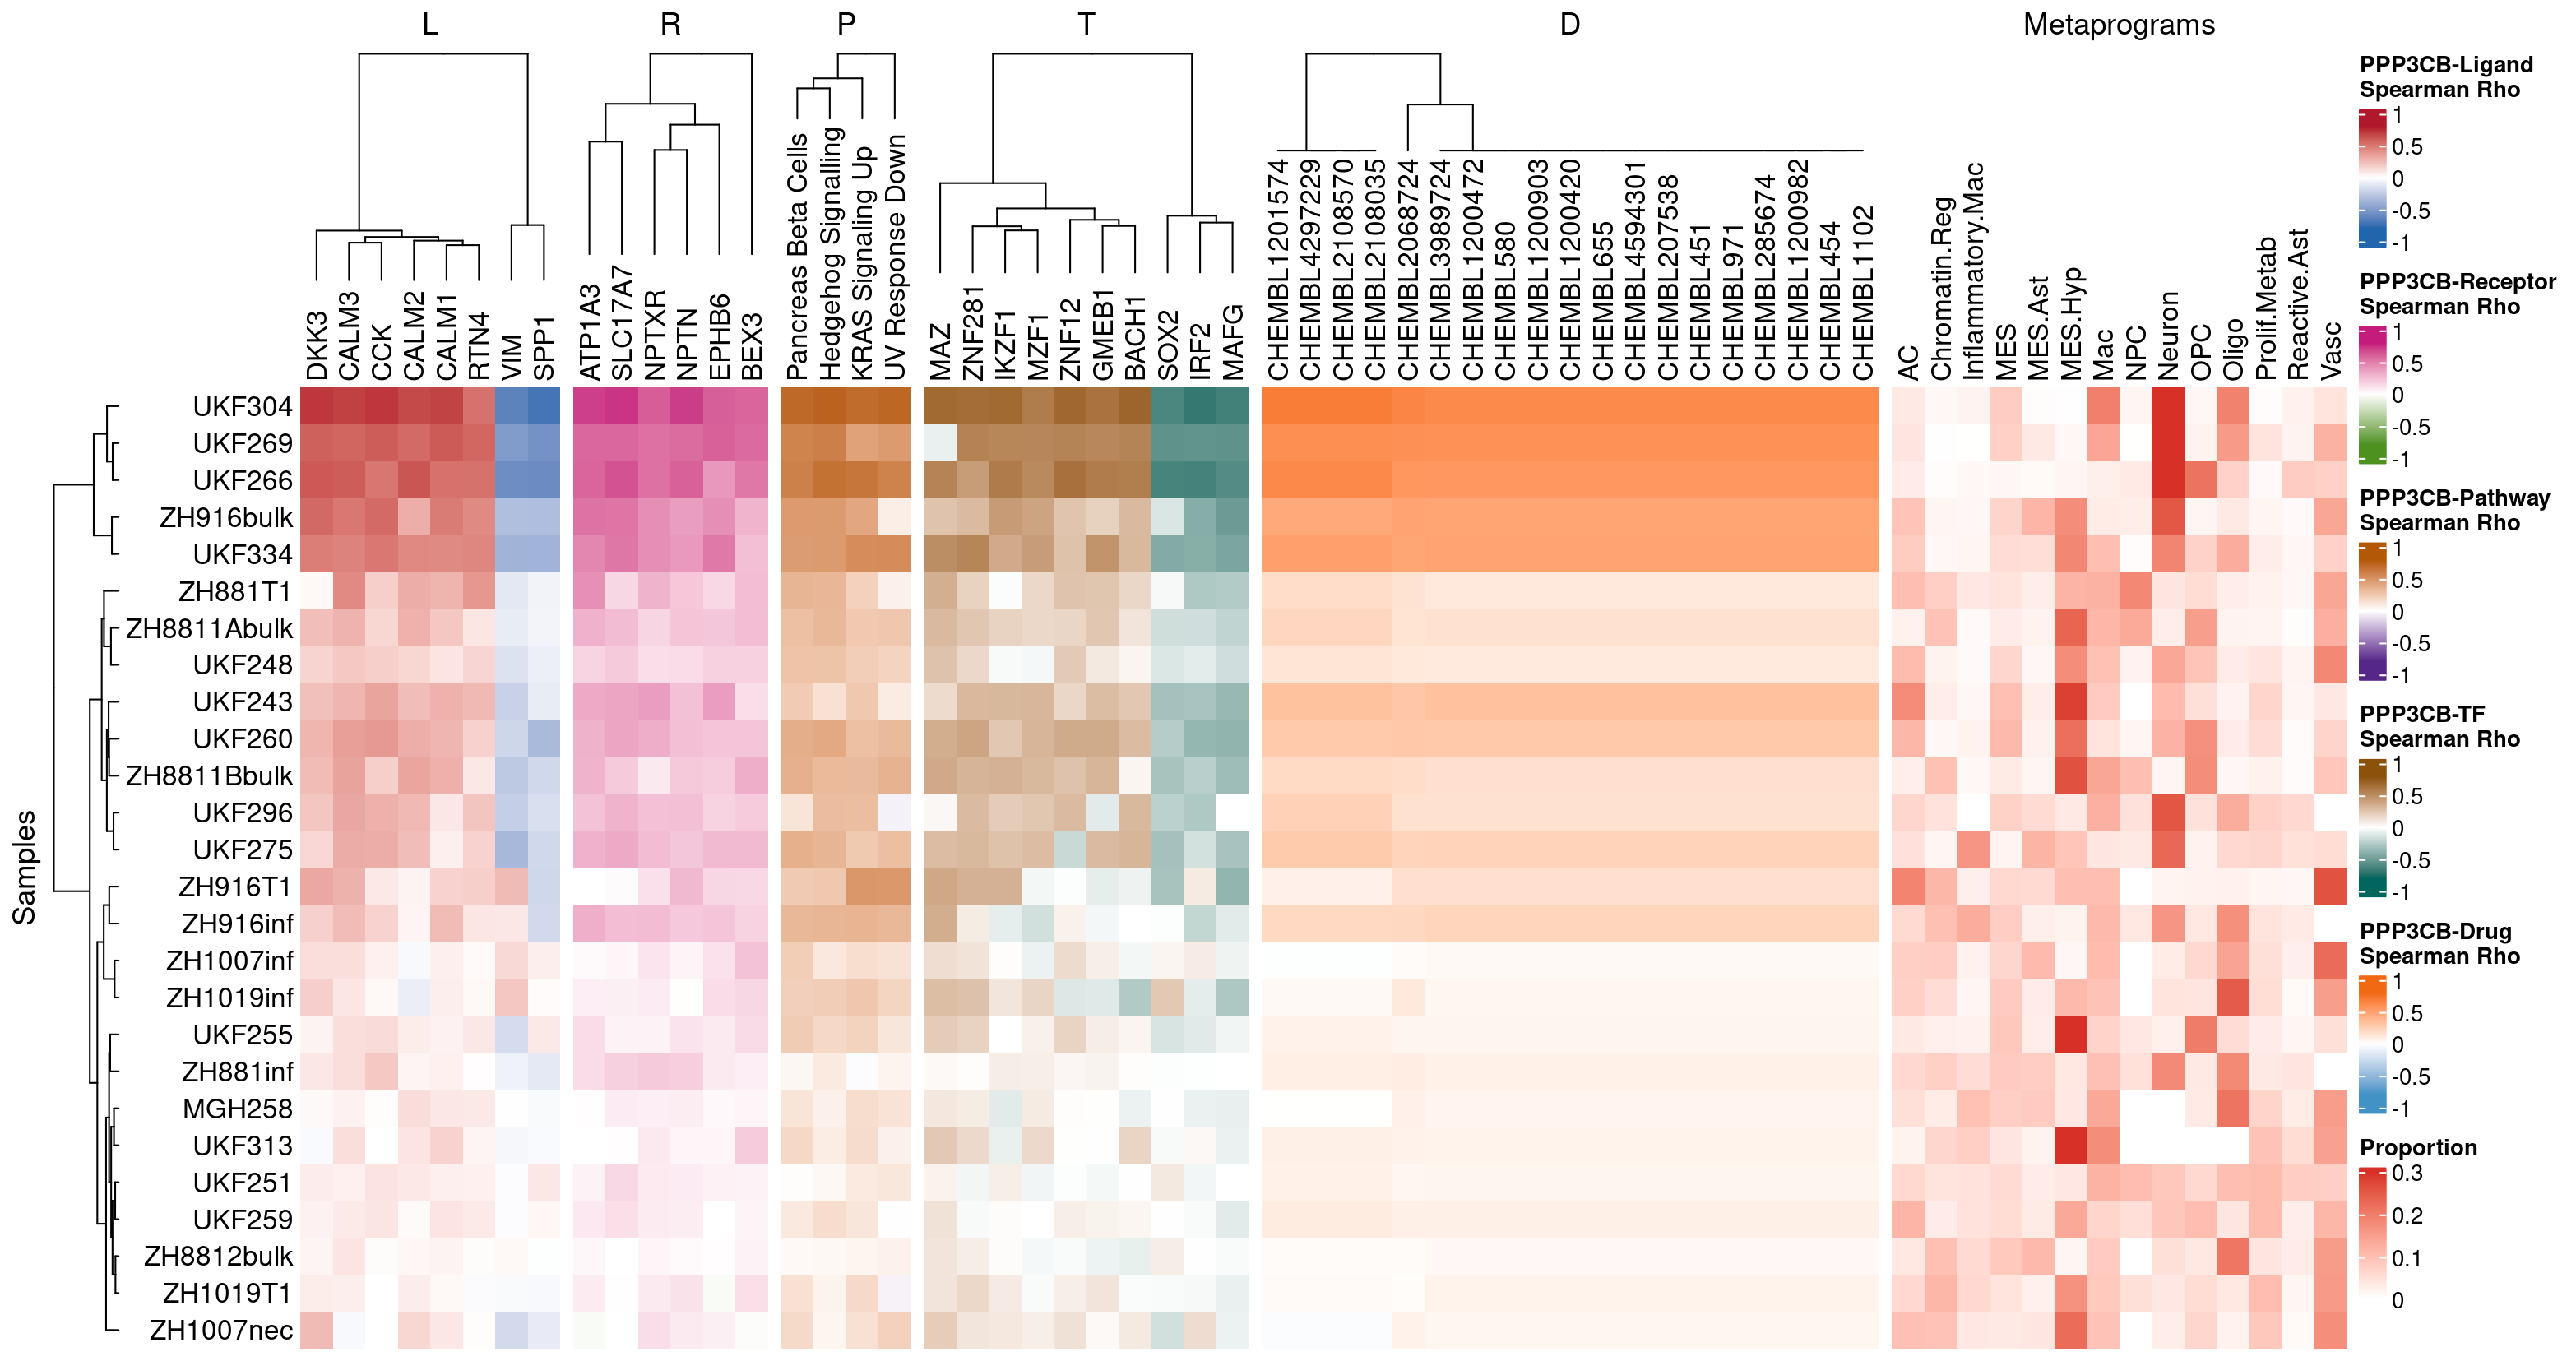 L R P T D Metaprograms
DKK3
CALM3
CCK
CALM2
CALM1
RTN4
VIM
SPP1
ATP1A3
SLC17A7
NPTXR
NPTN
EPHB6
BEX3
Pancreas Beta Cells
Hedgehog Signalling
KRAS Signaling Up
UV Response Down
MAZ
ZNF281
IKZF1
MZF1
ZNF12
GMEB1
BACH1
SOX2
IRF2
MAFG
CHEMBL1201574
CHEMBL4297229
CHEMBL2108570
CHEMBL2108035
CHEMBL2068724
CHEMBL3989724
CHEMBL1200472
CHEMBL580
CHEMBL1200903
CHEMBL1200420
CHEMBL655
CHEMBL4594301
CHEMBL207538
CHEMBL451
CHEMBL971
CHEMBL285674
CHEMBL1200982
CHEMBL454
CHEMBL1102
AC
Chromatin.Reg
Inflammatory.Mac
MES
MES.Ast
MES.Hyp
Mac
NPC
Neuron
OPC
Oligo
Prolif.Metab
Reactive.Ast
Vasc
Samples
UKF304
UKF269
UKF266
ZH916bulk
UKF334
ZH881T1
ZH8811Abulk
UKF248
UKF243
UKF260
ZH8811Bbulk
UKF296
UKF275
ZH916T1
ZH916inf
ZH1007inf
ZH1019inf
UKF255
ZH881inf
MGH258
UKF313
UKF251
UKF259
ZH8812bulk
ZH1019T1
ZH1007nec
PPP3CB-Ligand
Spearman Rho
1
0.5
0
-0.5
-1
PPP3CB-Receptor
Spearman Rho
1
0.5
0
-0.5
-1
PPP3CB-Pathway
Spearman Rho
1
0.5
0
-0.5
-1
PPP3CB-TF
Spearman Rho
1
0.5
0
-0.5
-1
PPP3CB-Drug
Spearman Rho
1
0.5
0
-0.5
-1
Proportion
0.3
0.2
0.1
0